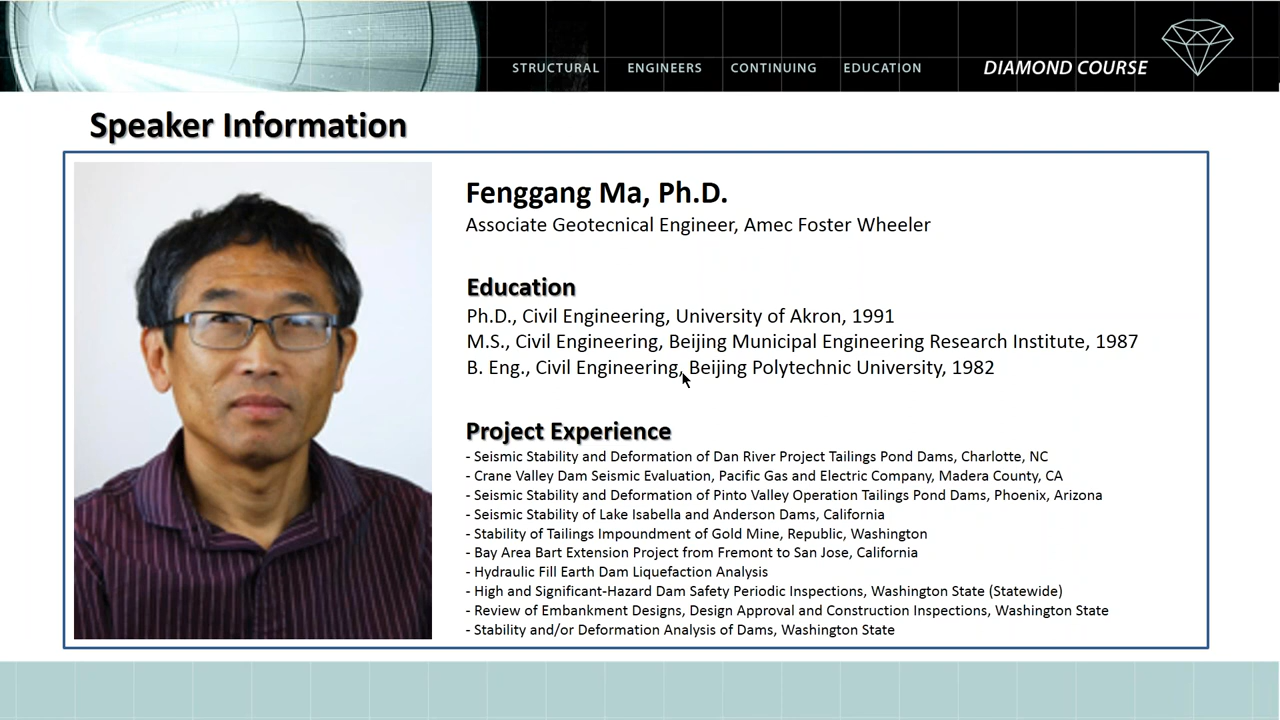 STRUCTURAL ENGINEERS CONTINUING EDUCATION
DIAMOND COURSE
Speaker Information
Fenggang Ma, Ph.D.
Associate Geotecnical Engineer, Amec Foster Wheeler
Education
Ph.D., Civil Engineering, University of Akron, 1991
M.S., Civil Engineering, Beijing Municipal Engineering Research Institute, 1987
B. Eng., Civil Engineering, Beijing Polytechnic University, 1982
Project Experience
- Seismic Stability and Deformation of Dan River Project Tailings Pond Dams, Charlotte, NC
- Crane Valley Dam Seismic Evaluation, Pacific Gas and Electric Company, Madera County, CA
- Seismic Stability and Deformation of Pinto Valley Operation Tailings Pond Dams, Phoenix, Arizona
- Seismic Stability of Lake Isabella and Anderson Dams, California
- Stability of Tailings Impoundment of Gold Mine, Republic, Washington
- Bay Area Bart Extension Project from Fremont to San Jose, California
- Hydraulic Fill Earth Dam Liquefaction Analysis
- High and Significant-Hazard Dam Safety Periodic Inspections, Washington State (Statewide)
- Review of Embankment Designs, Design Approval and Construction Inspections, Washington State
- Stability and/or Deformation Analysis of Dams, Washington State